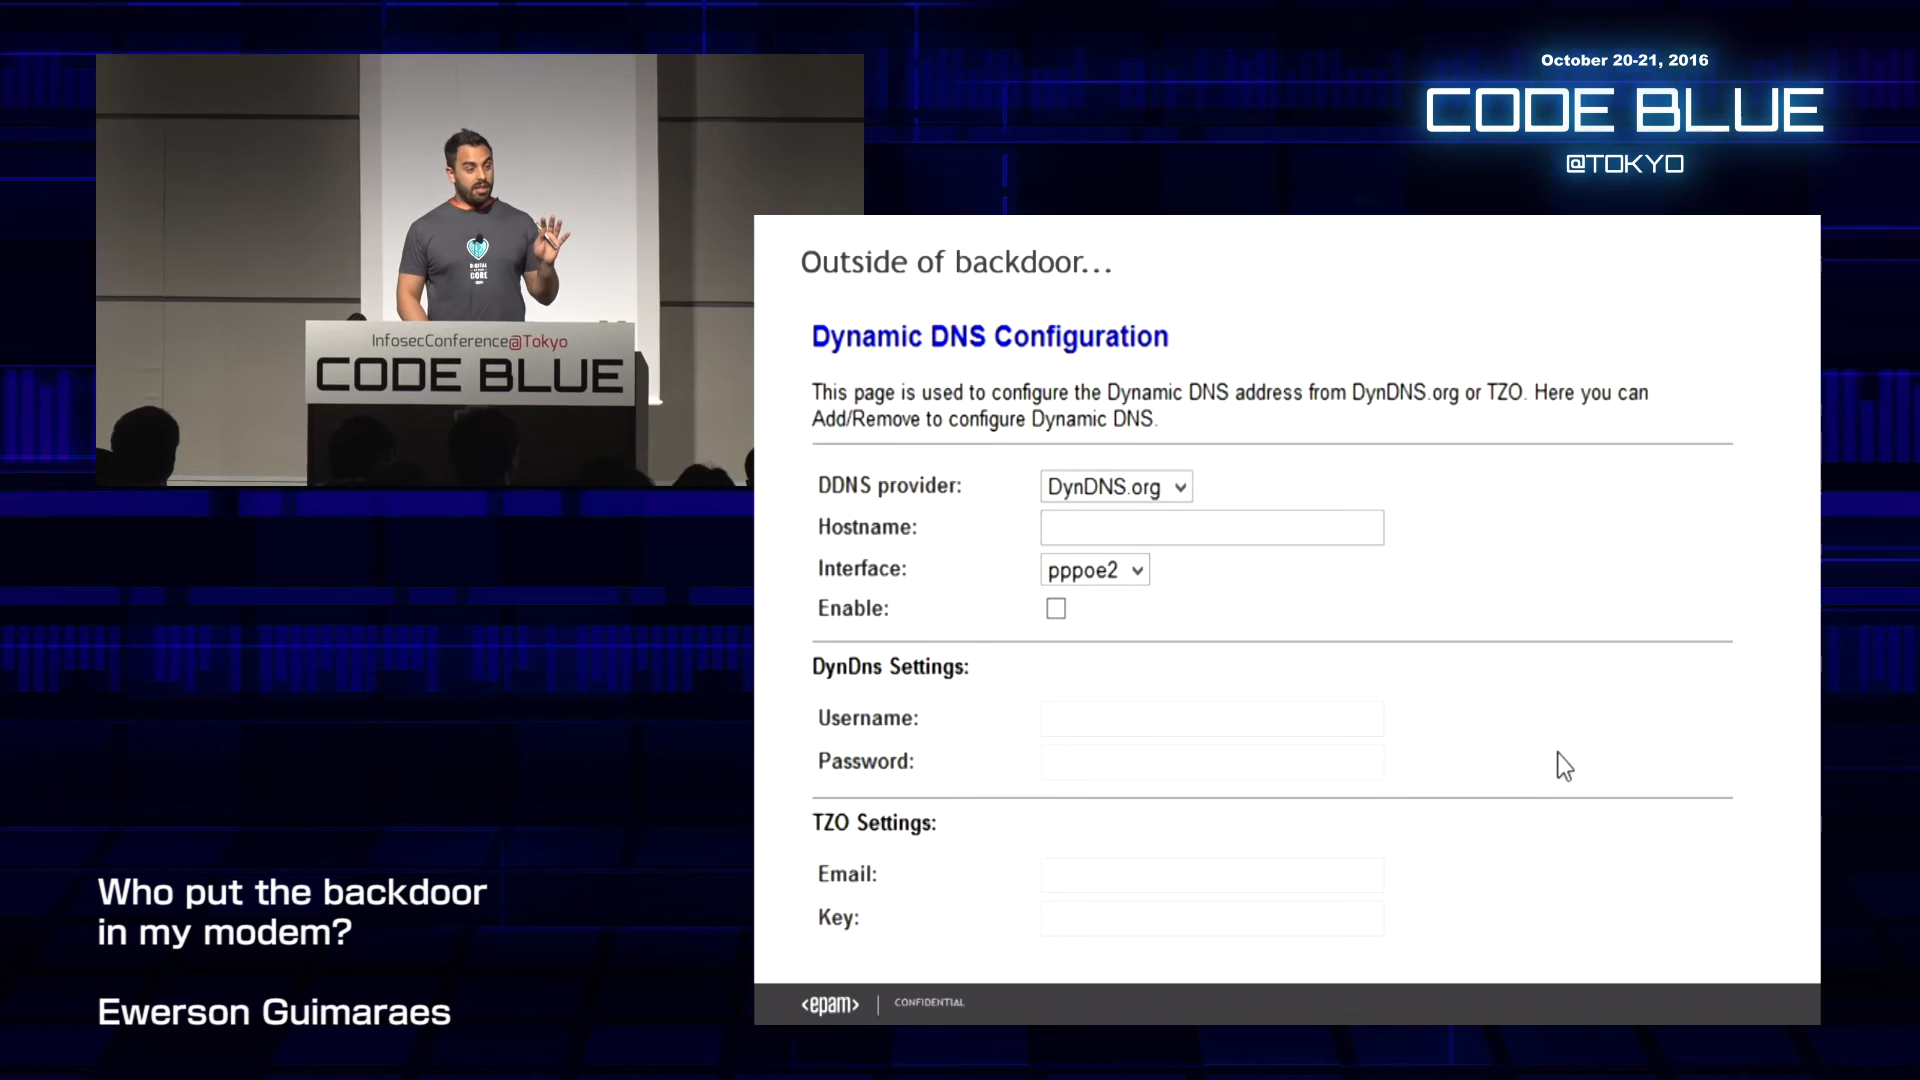 October 20-21, 2016
CODE BLUE
@TOKYO
DIGITAL
CORE
InfosecConference@Tokyo
CODE BLUE
Outside of backdoor...
Dynamic DNS Configuration
This page is used to configure the Dynamic DNS address from DynDNS.org or TZO. Here you can
Add/Remove to configure Dynamic DNS.
DDNS provider: DynDNS.org
Hostname:
Interface: pppoe2
Enable:
DynDns Settings:
Username:
Password:
TZO Settings:
Email:
Key:
<epam> | CONFIDENTIAL
Who put the backdoor
in my modem?
Ewerson Guimaraes